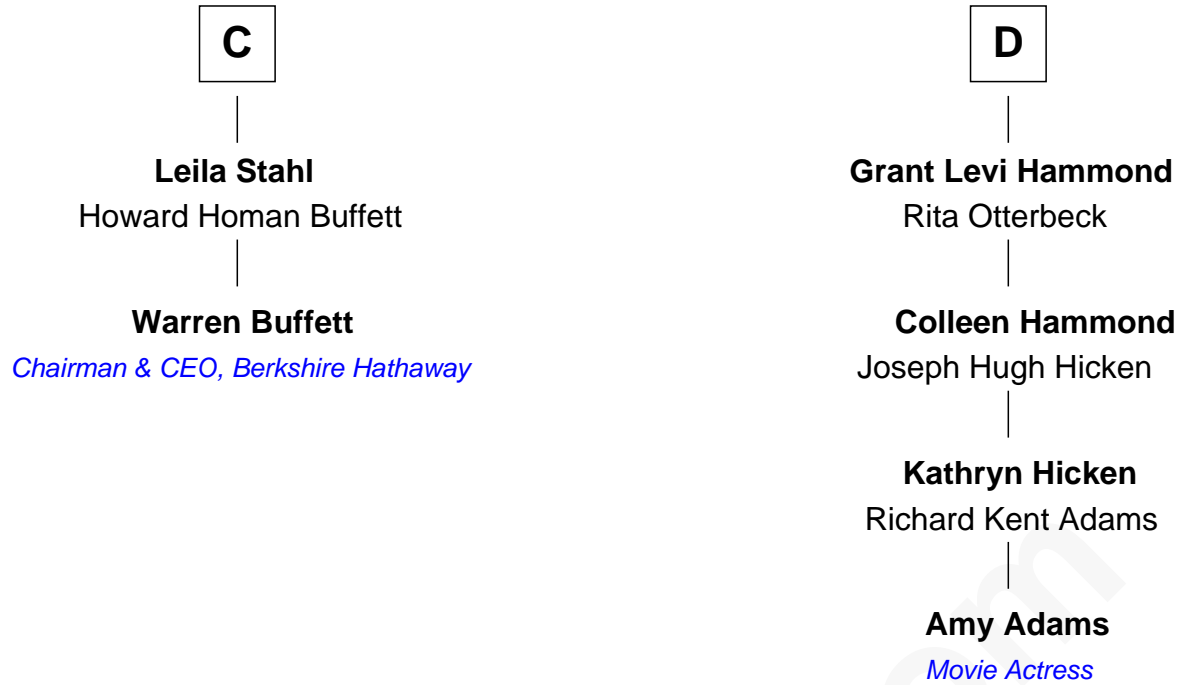 C
Leila Stahl
Howard Homan Buffett
Warren Buffett
Chairman & CEO, Berkshire Hathaway
D
Grant Levi Hammond
Rita Otterbeck
Colleen Hammond
Joseph Hugh Hicken
Kathryn Hicken
Richard Kent Adams
Amy Adams
Movie Actress